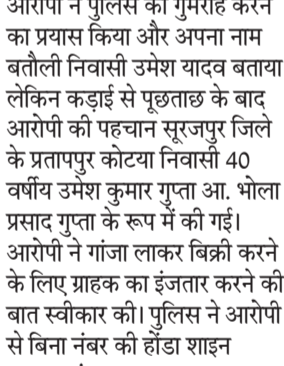 आरोपी ने पुलिस को गुमराह करने
का प्रयास किया और अपना नाम
बतौली निवासी उमेश यादव बताया
लेकिन कड़ाई से पूछताछ के बाद
आरोपी की पहचान सूरजपुर जिले
के प्रतापपुर कोटया निवासी 40
वर्षीय उमेश कुमार गुप्ता आ. भोला
प्रसाद गुप्ता के रूप में की गई।
आरोपी ने गांजा लाकर बिक्री करने
के लिए ग्राहक का इंजतार करने की
बात स्वीकार की। पुलिस ने आरोपी
से बिना नंबर की होंडा शाइन